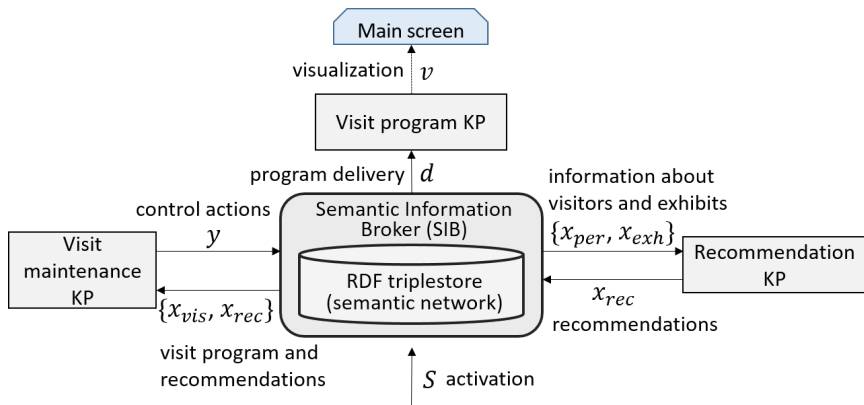 Main screen
visualization v
Visit program KP
program delivery d
information about
visitors and exhibits
control actions
y
Semantic Information
Broker (SIB)
{x_per, x_exh}
Visit
maintenance
KP
RDF triplestore
(semantic network)
Recommendation
KP
{x_vis, x_rec}
x_rec
recommendations
visit program and
recommendations
S activation